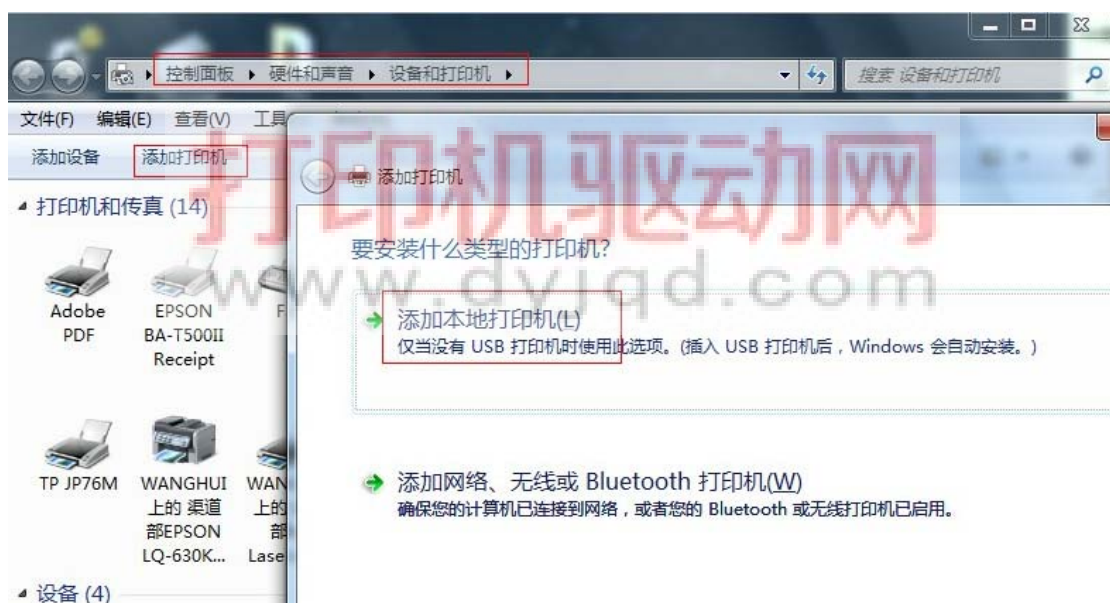 控制面板 ▸ 硬件和声音 ▸ 设备和打印机 ▸
搜索 设备和打印机
文件(F) 编辑(E) 查看(V) 工具
添加设备 添加打印机
添加打印机
打印机驱动网
www.dyjqd.com
打印机和传真 (14)
Adobe
PDF
EPSON
BA-T500II
Receipt
F
TP JP76M
WANGHUI
上的 渠道
部EPSON
LQ-630K...
WAN
上的
部
Lase
设备 (4)
要安装什么类型的打印机?
添加本地打印机(L)
仅当没有 USB 打印机时使用此选项。(插入 USB 打印机后，Windows 会自动安装。)
添加网络、无线或 Bluetooth 打印机(W)
确保您的计算机已连接到网络，或者您的 Bluetooth 或无线打印机已启用。